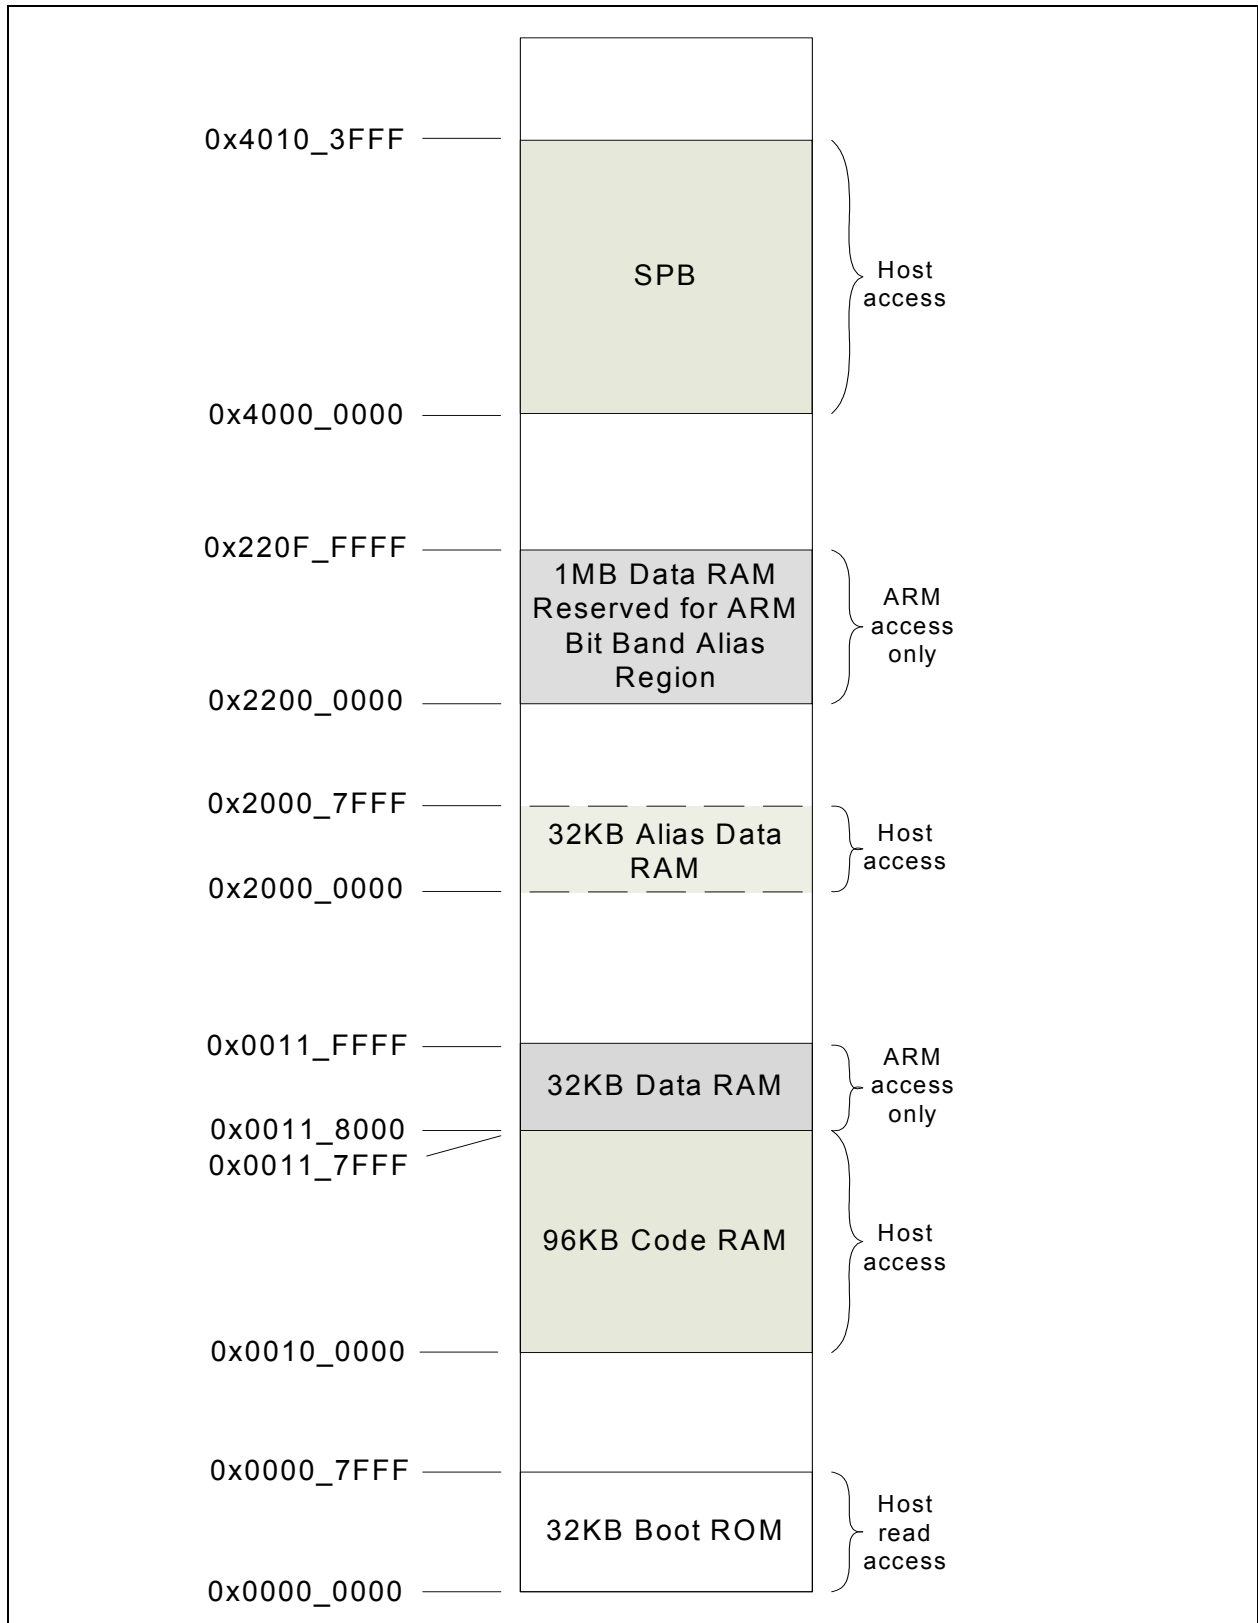 0x4010_3FFF
SPB
Host
access
0x4000_0000
0x220F_FFFF
1MB Data RAM
Reserved for ARM
Bit Band Alias
Region
ARM
access
only
0x2200_0000
0x2000_7FFF
32KB Alias Data
RAM
Host
access
0x2000_0000
0x0011_FFFF
32KB Data RAM
ARM
access
only
0x0011_8000
0x0011_7FFF
96KB Code RAM
Host
access
0x0010_0000
0x0000_7FFF
32KB Boot ROM
Host
read
access
0x0000_0000